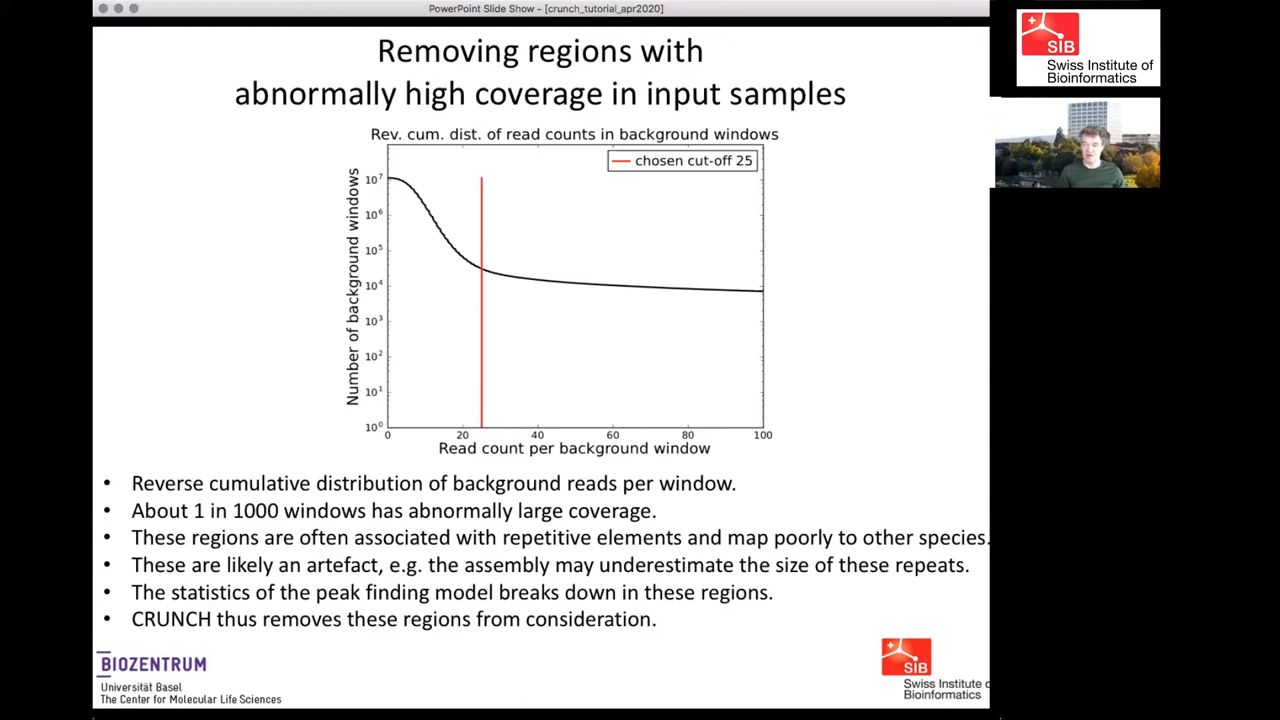 PowerPoint Slide Show - [crunch_tutorial_apr2020]
Removing regions with
abnormally high coverage in input samples
Rev. cum. dist. of read counts in background windows
chosen cut-off 25
Number of background windows
10⁷
10⁶
10⁵
10⁴
10³
10²
10¹
10⁰
0 20 40 60 80 100
Read count per background window
• Reverse cumulative distribution of background reads per window.
• About 1 in 1000 windows has abnormally large coverage.
• These regions are often associated with repetitive elements and map poorly to other species.
• These are likely an artefact, e.g. the assembly may underestimate the size of these repeats.
• The statistics of the peak finding model breaks down in these regions.
• CRUNCH thus removes these regions from consideration.
BIOZENTRUM
Universität Basel
The Center for Molecular Life Sciences
SIB
Swiss Institute o
Bioinformatics
SIB
Swiss Institute of
Bioinformatics